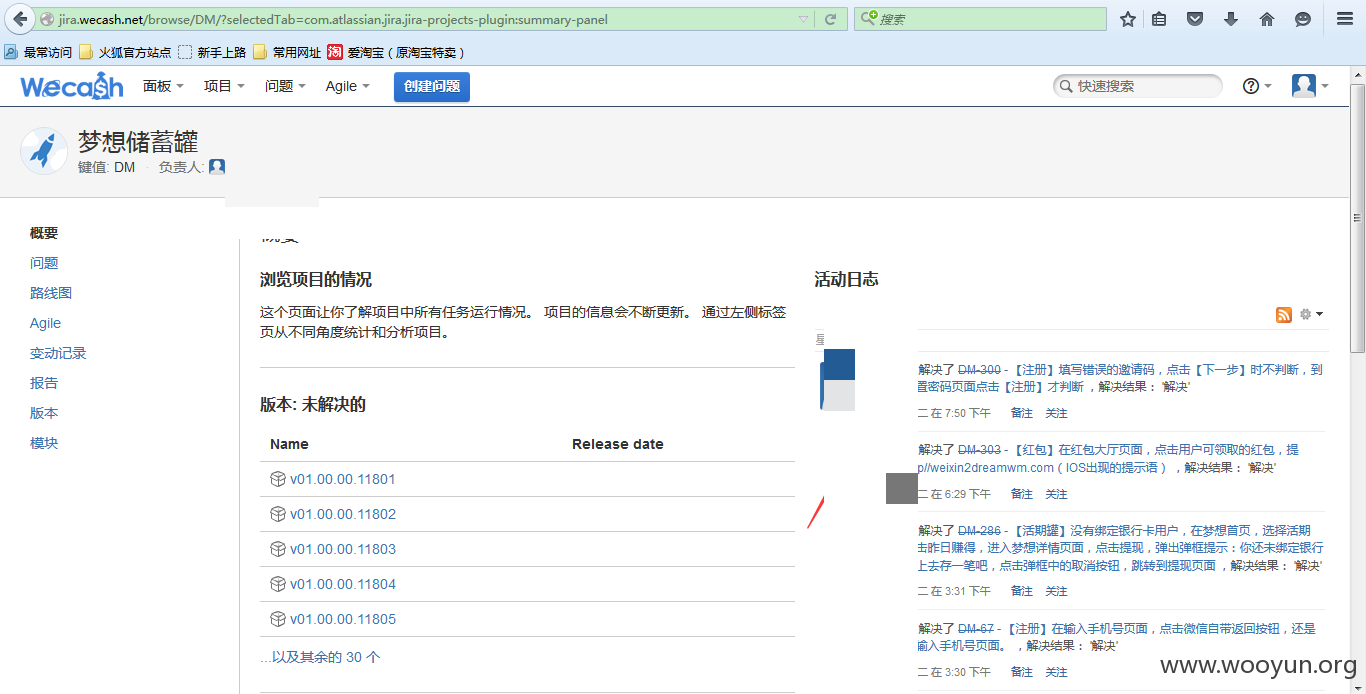 jira.wecash.net/browse/DM/?selectedTab=com.atlassian.jira.jira-projects-plugin:summary-panel
搜索
最常访问 火狐官方站点 新手上路 常用网址 淘 爱淘宝（原淘宝特卖）
Wecash 面板 项目 问题 Agile 创建问题 快速搜索
梦想储蓄罐
键值: DM · 负责人:
概要
问题
路线图
Agile
变动记录
报告
版本
模块
概要
浏览项目的情况
这个页面让你了解项目中所有任务运行情况。 项目的信息会不断更新。 通过左侧标签
页从不同角度统计和分析项目。
版本: 未解决的
Name Release date
v01.00.00.11801
v01.00.00.11802
v01.00.00.11803
v01.00.00.11804
v01.00.00.11805
...以及其余的 30 个
活动日志
解决了 DM-300 - 【注册】填写错误的邀请码，点击【下一步】时不判断，到
置密码页面点击【注册】才判断 ，解决结果： '解决'
二 在 7:50 下午 备注 关注
解决了 DM-303 - 【红包】在红包大厅页面，点击用户可领取的红包，提
p//weixin2dreamwm.com（IOS出现的提示语） ，解决结果： '解决'
二 在 6:29 下午 备注 关注
解决了 DM-286 - 【活期罐】没有绑定银行卡用户，在梦想首页，选择活期
击昨日赚得，进入梦想详情页面，点击提现，弹出弹框提示：你还未绑定银行
上去存一笔吧，点击弹框中的取消按钮，跳转到提现页面 ，解决结果： '解决'
二 在 3:31 下午 备注 关注
解决了 DM-67 - 【注册】在输入手机号页面，点击微信自带返回按钮，还是
输入手机号页面。 ，解决结果： '解决'
二 在 3:30 下午 备注 关注
www.wooyun.org